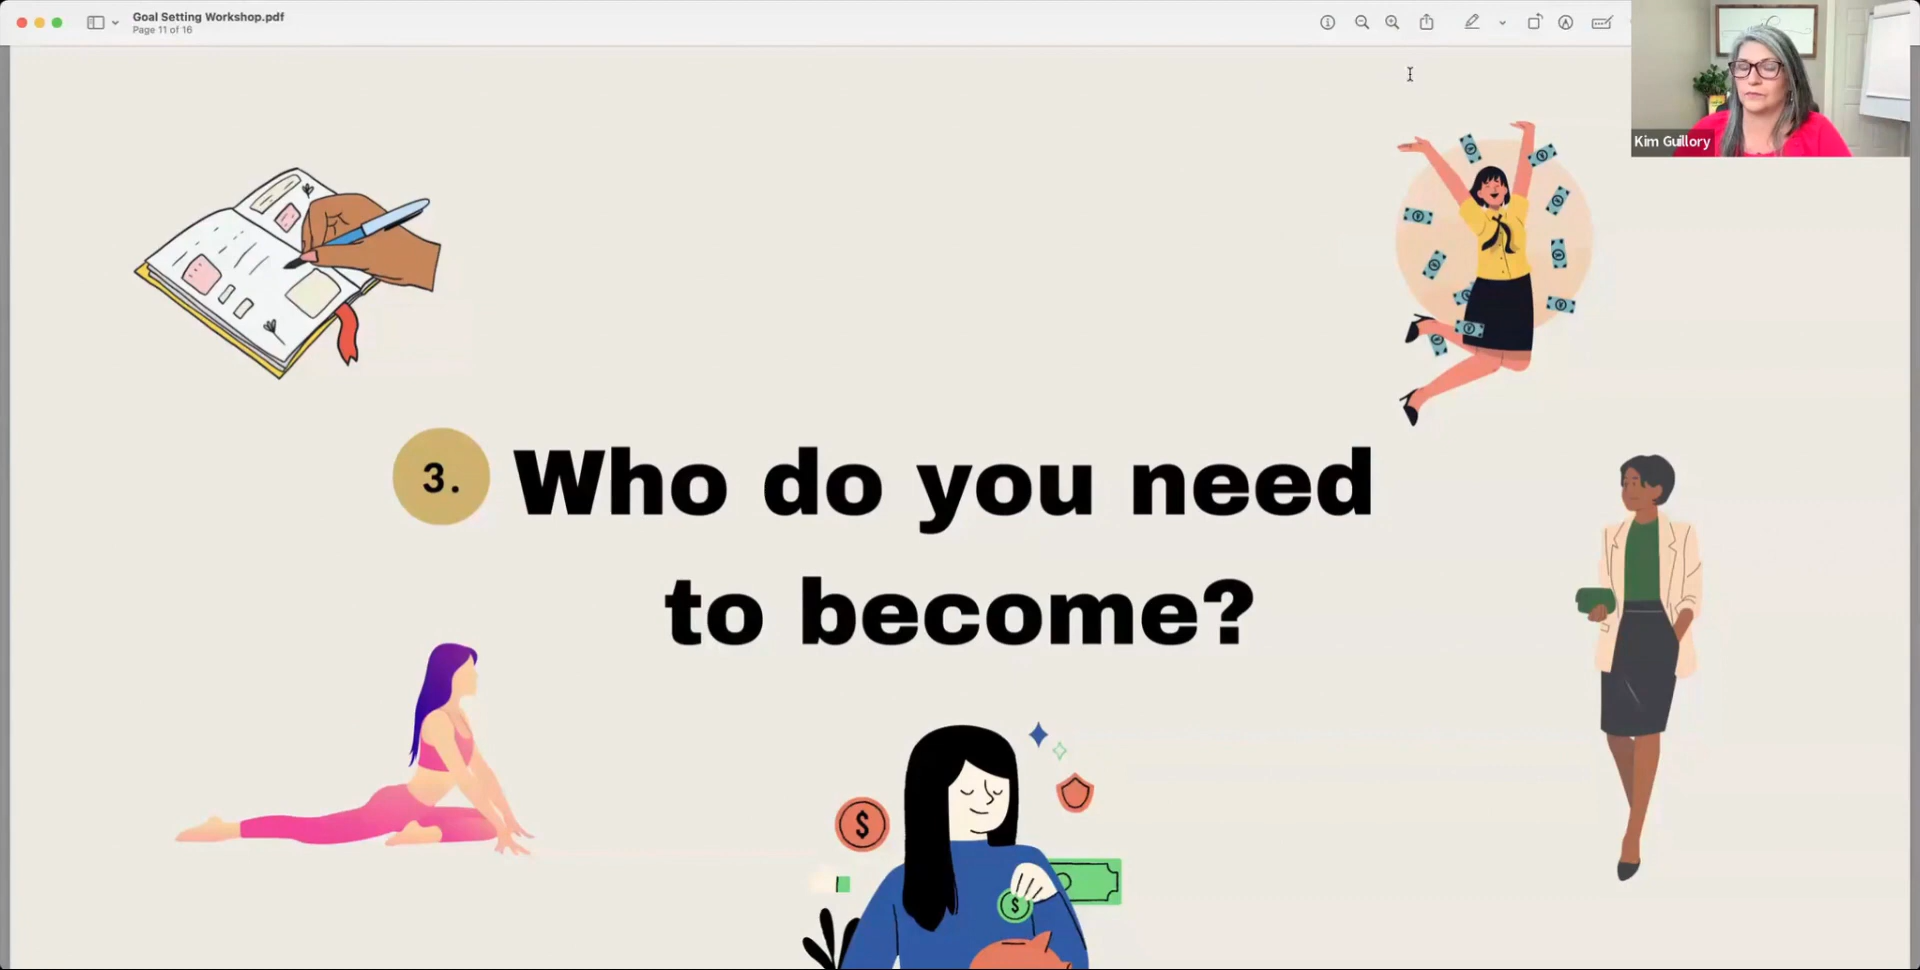 Goal Setting Workshop.pdf
Page 11 of 16
Kim Guillory
3. Who do you need
to become?
$
$